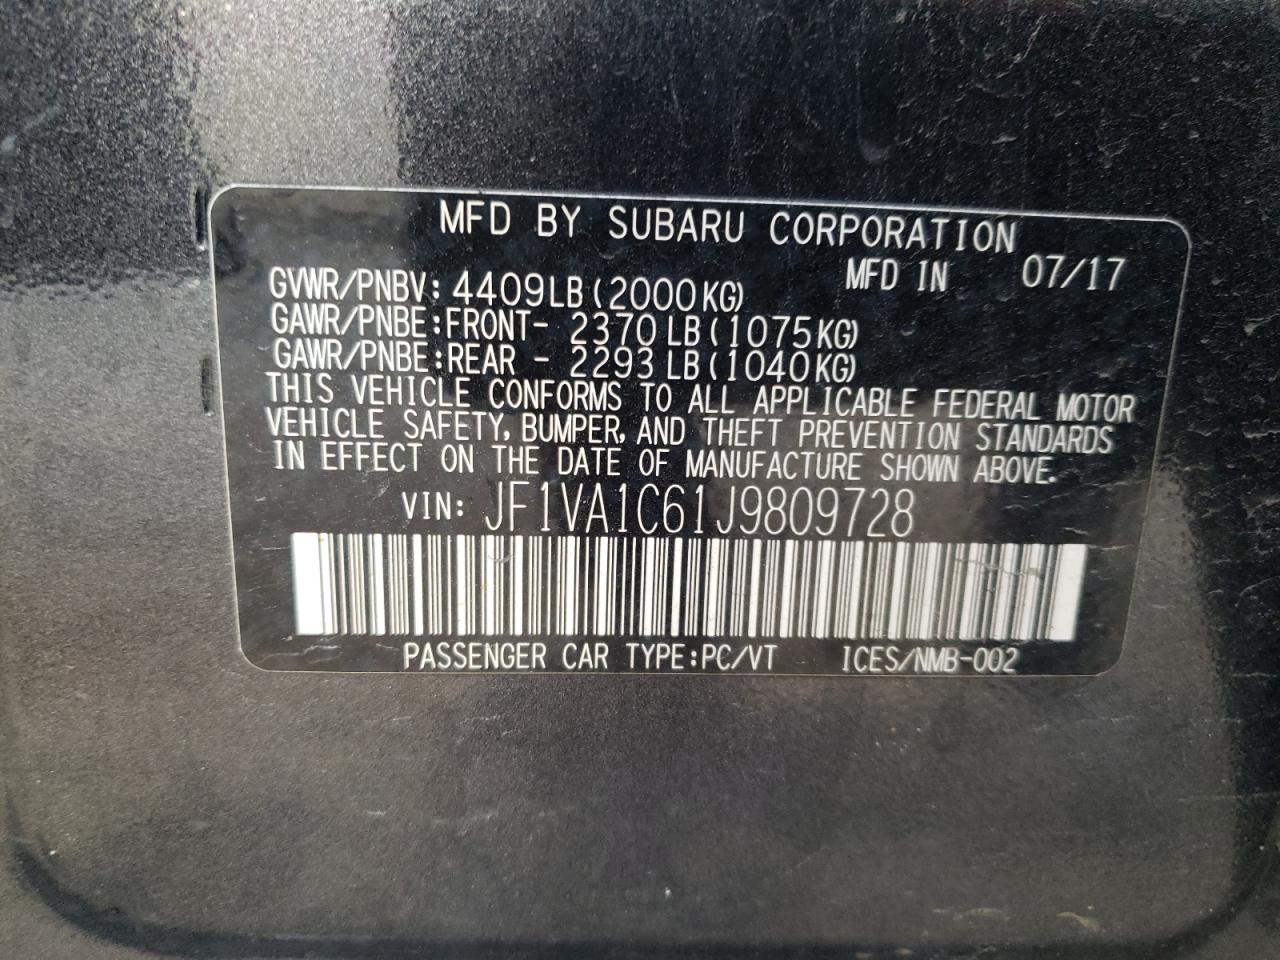 MFD BY SUBARU CORPORATION
MFD IN 07/17
GVWR/PNBV: 4409LB (2000KG)
GAWR/PNBE:FRONT- 2370 LB (1075KG)
GAWR/PNBE:REAR - 2293 LB (1040KG)
THIS VEHICLE CONFORMS TO ALL APPLICABLE FEDERAL MOTOR
VEHICLE SAFETY, BUMPER, AND THEFT PREVENTION STANDARDS
IN EFFECT ON THE DATE OF MANUFACTURE SHOWN ABOVE.
VIN: JF1VA1C61J9809728
PASSENGER CAR TYPE:PC/VT ICES/NMB-002